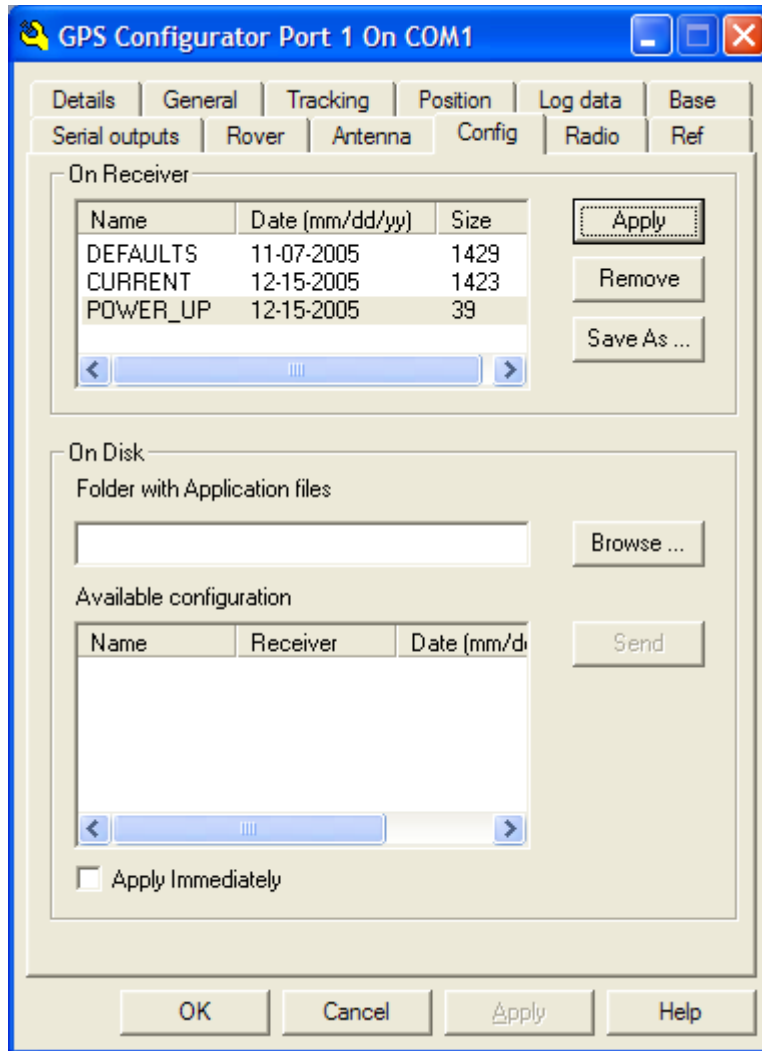 GPS Configurator Port 1 On COM1
Details General Tracking Position Log data Base
Serial outputs Rover Antenna Config Radio Ref
On Receiver
Name Date (mm/dd/yy) Size
DEFAULTS 11-07-2005 1429
CURRENT 12-15-2005 1423
POWER_UP 12-15-2005 39
Apply
Remove
Save As ...
On Disk
Folder with Application files
Browse ...
Available configuration
Name Receiver Date (mm/d
Send
Apply Immediately
OK Cancel Apply Help